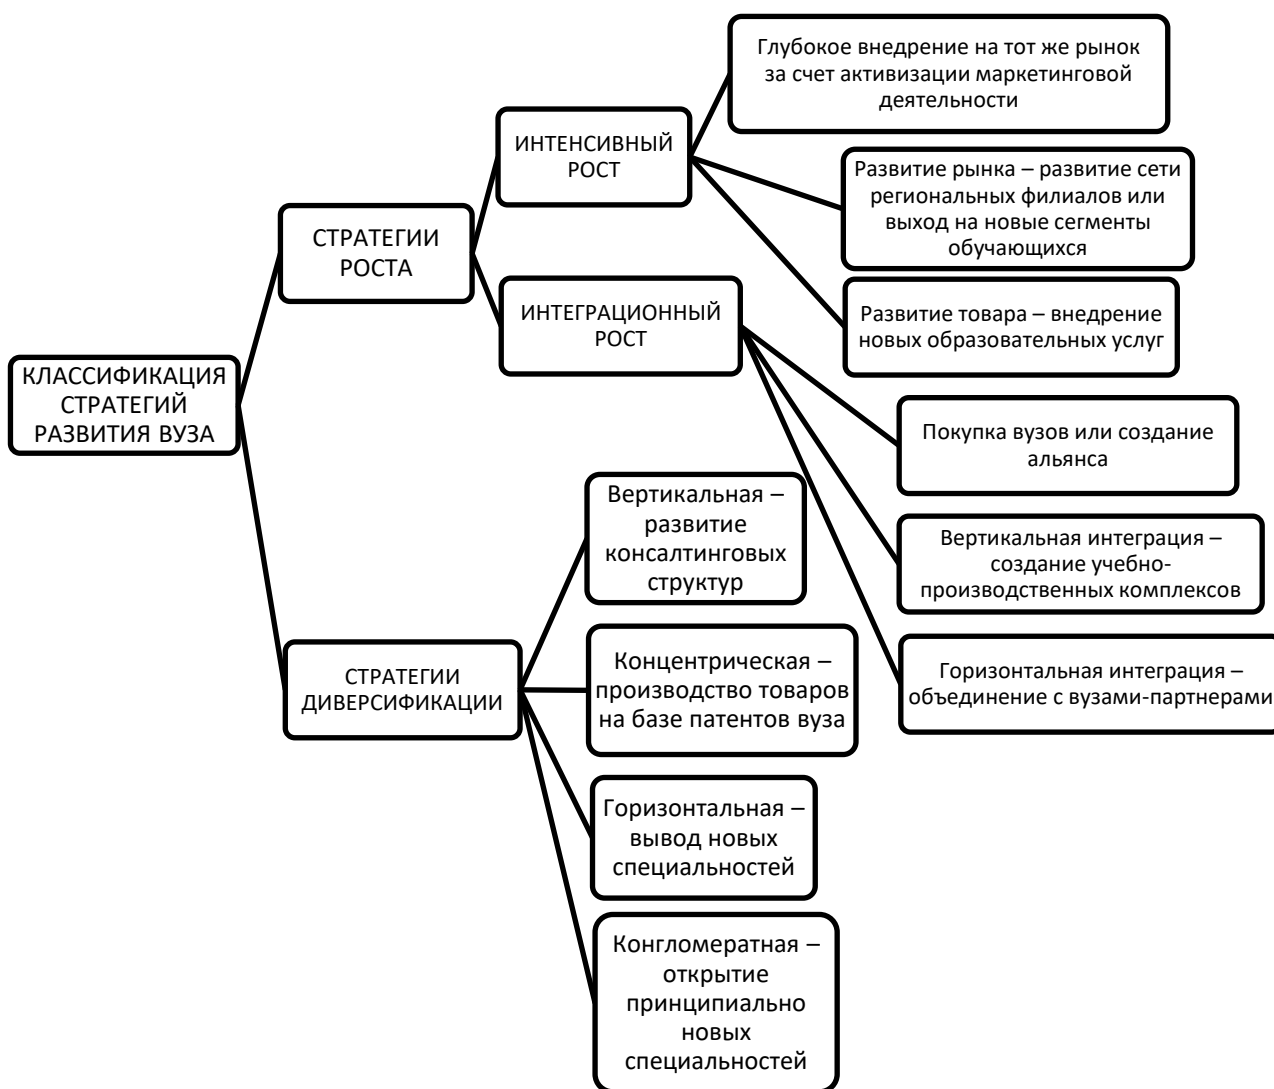 КЛАССИФИКАЦИЯ
СТРАТЕГИЙ
РАЗВИТИЯ ВУЗА
СТРАТЕГИИ
РОСТА
ИНТЕНСИВНЫЙ
РОСТ
Глубокое внедрение на тот же рынок
за счет активизации маркетинговой
деятельности
Развитие рынка – развитие сети
региональных филиалов или
выход на новые сегменты
обучающихся
Развитие товара – внедрение
новых образовательных услуг
ИНТЕГРАЦИОННЫЙ
РОСТ
Покупка вузов или создание
альянса
Вертикальная интеграция –
создание учебно-
производственных комплексов
Горизонтальная интеграция –
объединение с вузами-партнерами
СТРАТЕГИИ
ДИВЕРСИФИКАЦИИ
Вертикальная –
развитие
консалтинговых
структур
Концентрическая –
производство товаров
на базе патентов вуза
Горизонтальная –
вывод новых
специальностей
Конгломератная –
открытие
принципиально
новых
специальностей